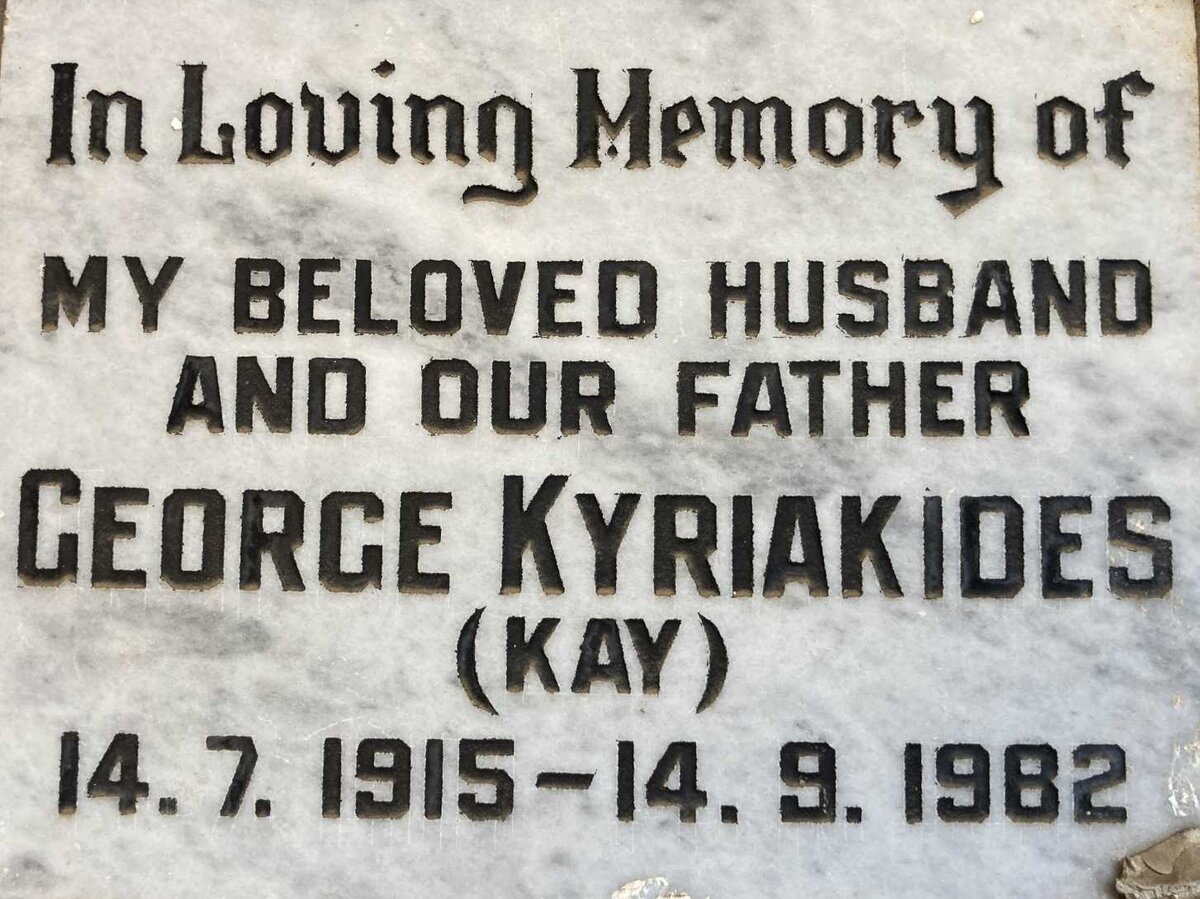 In Loving Memory of
MY BELOVED HUSBAND
AND OUR FATHER
GEORGE KYRIAKIDES
(KAY)
14. 7. 1915 – 14. 9. 1982